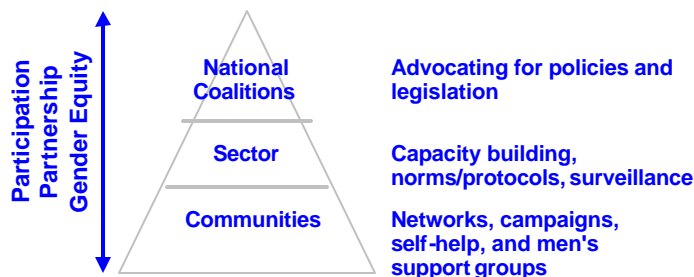 Participation
Partnership
Gender Equity
National
Coalitions
Advocating for policies and
legislation
Sector
Capacity building,
norms/protocols, surveillance
Communities
Networks, campaigns,
self-help, and men's
support groups